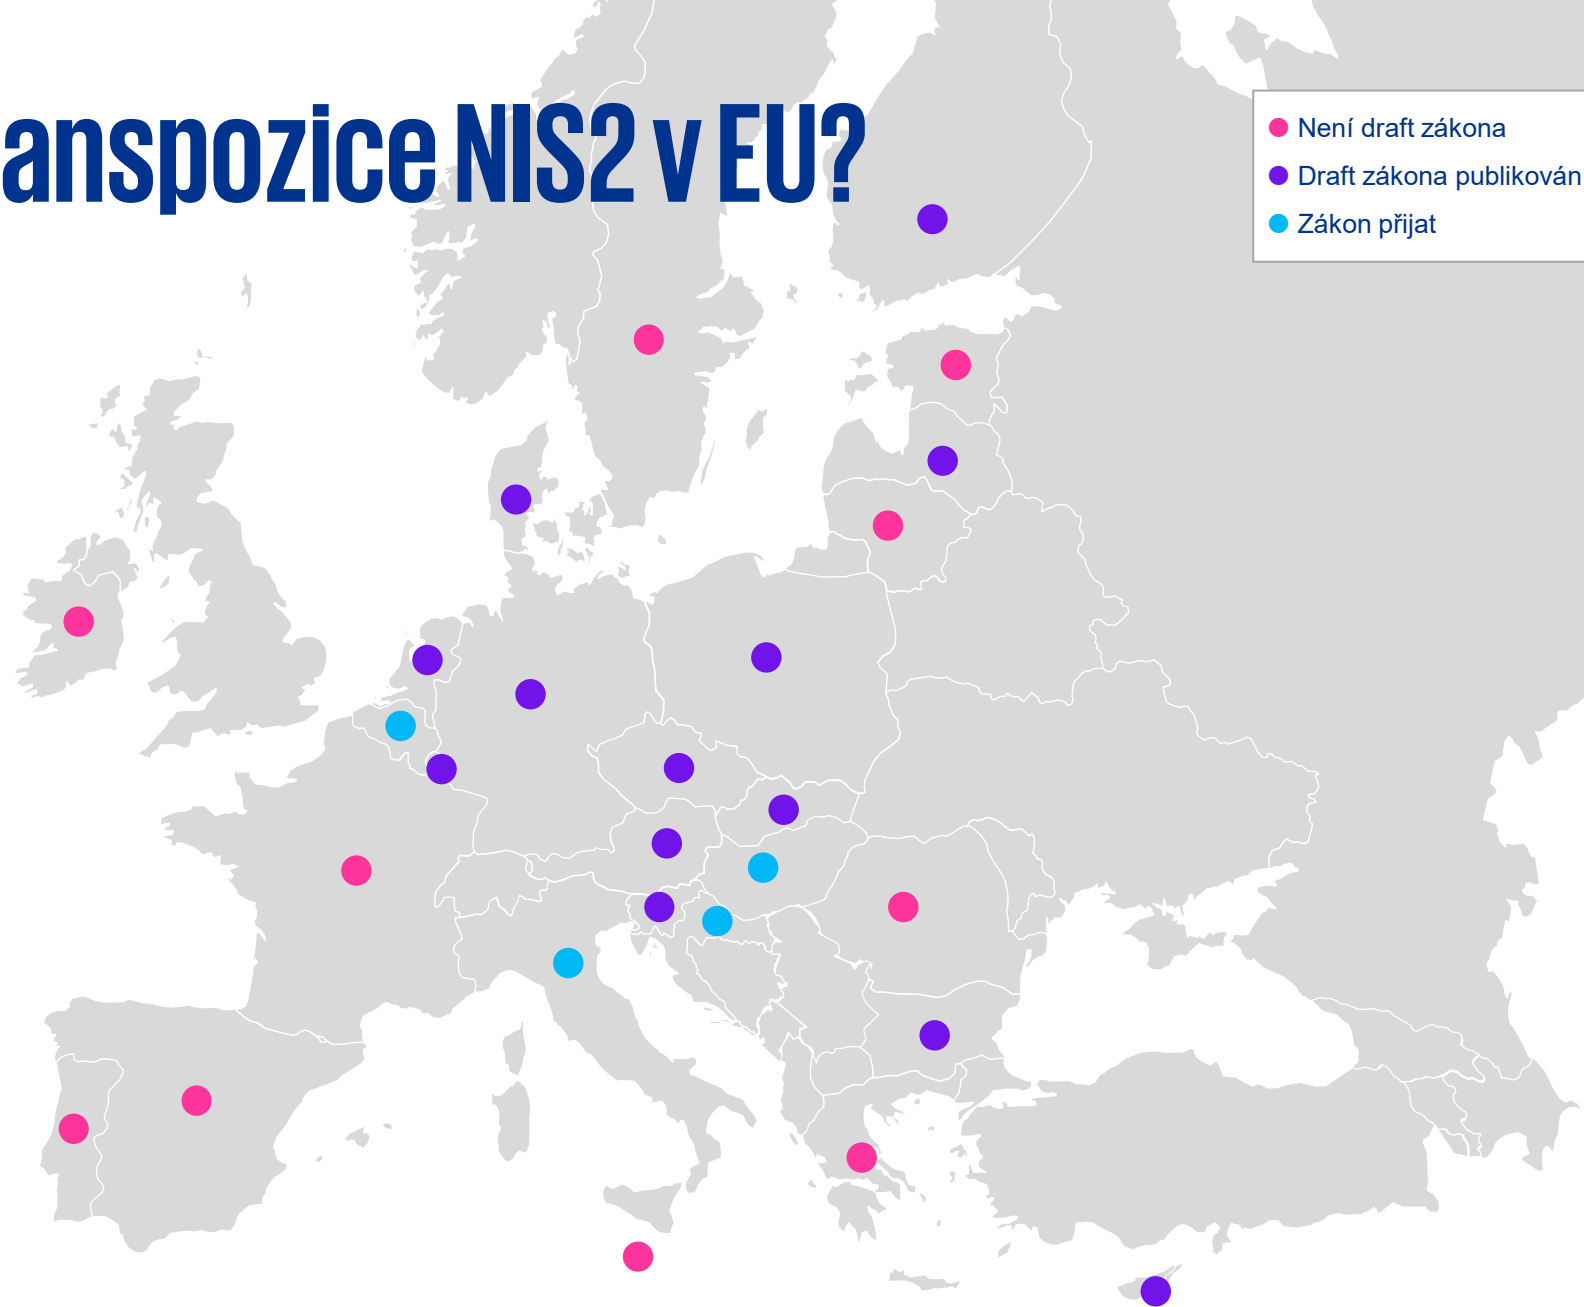 anspozice NIS2 v EU?
Není draft zákona
Draft zákona publikován
Zákon přijat